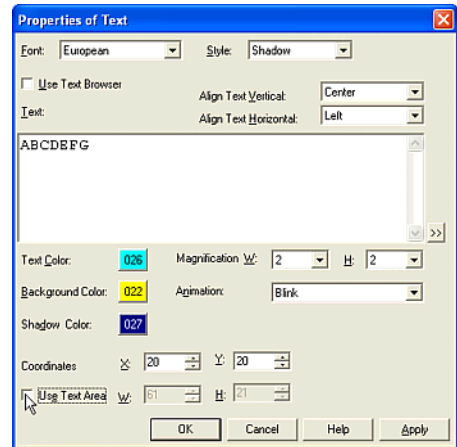 Properties of Text
Font: European Style: Shadow
Use Text Browser
Align Text Vertical: Center
Text:
Align Text Horizontal: Left
ABCDEFG
>>
Text Color: 026 Magnification W: 2 H: 2
Background Color: 022 Animation: Blink
Shadow Color: 027
Coordinates X: 20 Y: 20
Use Text Area W: 61 H: 21
OK Cancel Help Apply